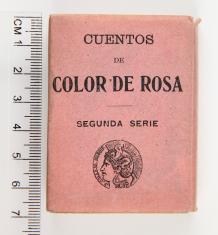 CUENTOS
DE
COLOR DE ROSA
SEGUNDA SERIE
CM 1
2
3
4
5
6
7